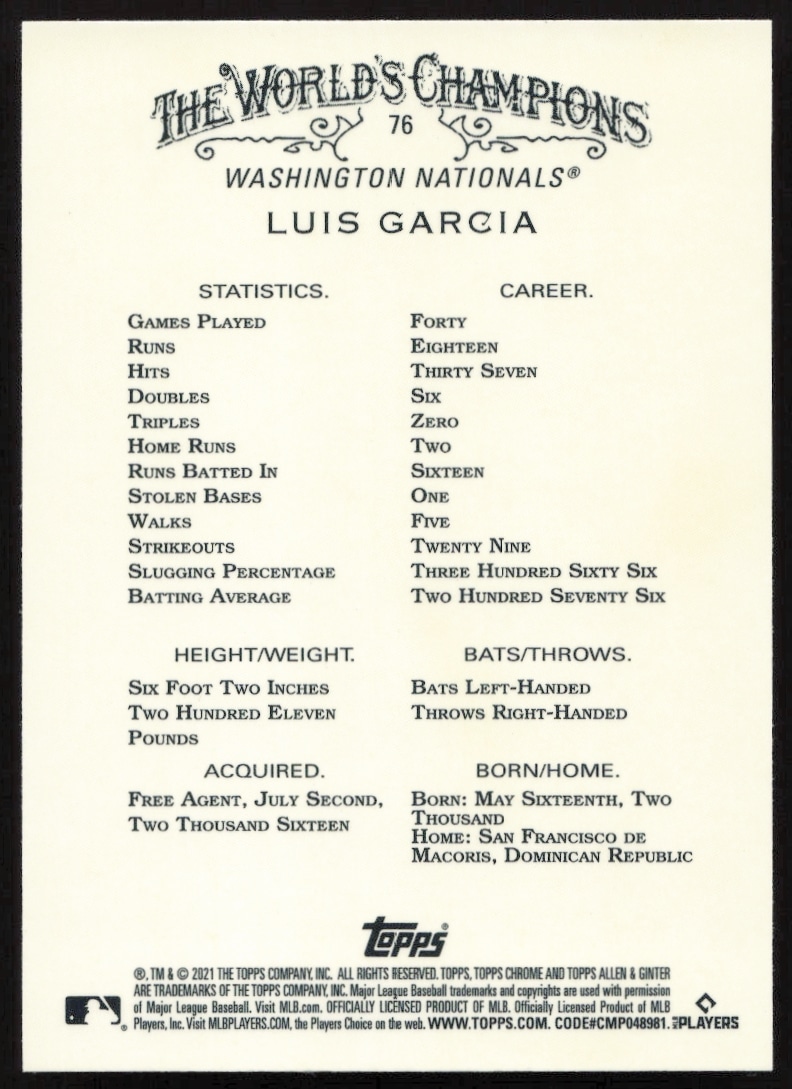 THE WORLD'S CHAMPIONS
76
WASHINGTON NATIONALS®
LUIS GARCIA
STATISTICS. CAREER.
GAMES PLAYED FORTY
RUNS EIGHTEEN
HITS THIRTY SEVEN
DOUBLES SIX
TRIPLES ZERO
HOME RUNS TWO
RUNS BATTED IN SIXTEEN
STOLEN BASES ONE
WALKS FIVE
STRIKEOUTS TWENTY NINE
SLUGGING PERCENTAGE THREE HUNDRED SIXTY SIX
BATTING AVERAGE TWO HUNDRED SEVENTY SIX
HEIGHT/WEIGHT.
SIX FOOT TWO INCHES
TWO HUNDRED ELEVEN
POUNDS
BATS/THROWS.
BATS LEFT-HANDED
THROWS RIGHT-HANDED
ACQUIRED.
FREE AGENT, JULY SECOND,
TWO THOUSAND SIXTEEN
BORN/HOME.
BORN: MAY SIXTEENTH, TWO
THOUSAND
HOME: SAN FRANCISCO DE
MACORIS, DOMINICAN REPUBLIC
TOPPS®
®, TM & © 2021 THE TOPPS COMPANY, INC. ALL RIGHTS RESERVED. TOPPS, TOPPS CHROME AND TOPPS ALLEN & GINTER
ARE TRADEMARKS OF THE TOPPS COMPANY, INC. Major League Baseball trademarks and copyrights are used with permission
of Major League Baseball. Visit MLB.com. OFFICIALLY LICENSED PRODUCT OF MLB. Officially Licensed Product of MLB
Players, Inc. Visit MLBPLAYERS.COM, the Players Choice on the web. WWW.TOPPS.COM. CODE#CMP048981.
MLB PLAYERS